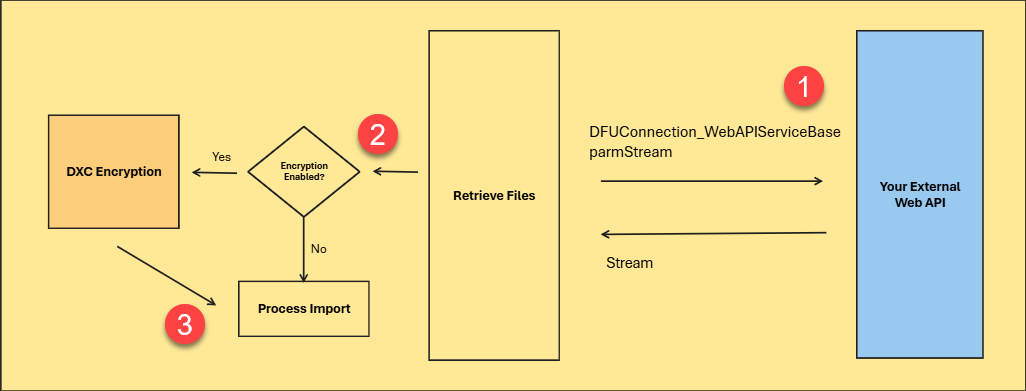 1
DFUConnection_WebAPIServiceBase
parmStream
2
Yes
Encryption
Enabled?
DXC Encryption
Retrieve Files
Your External
Web API
No
Stream
Process Import
3